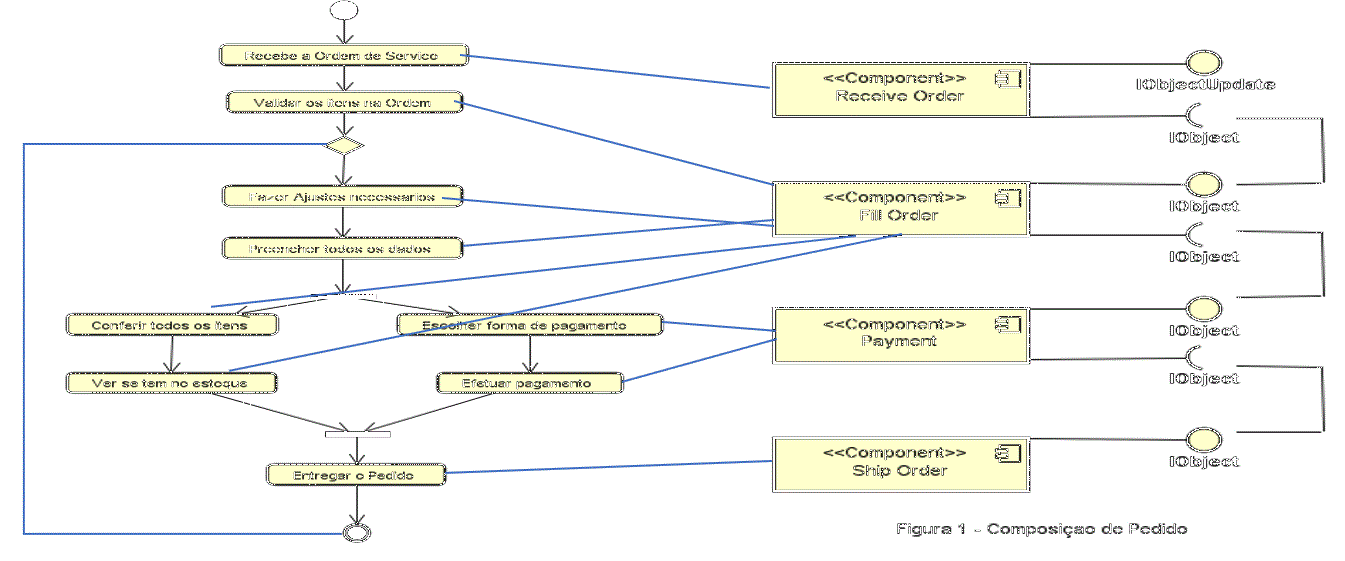 Recebe a Ordem de Servico
Validar os itens na Ordem
Fazer Ajustes necessarios
Preencher todos os dados
Conferir todos os itens
Escolher forma de pagamento
Ver se tem no estoque
Efetuar pagamento
Entregar o Pedido
<<Component>>
Receive Order
IObjectUpdate
IObject
<<Component>>
Fill Order
IObject
IObject
<<Component>>
Payment
IObject
IObject
<<Component>>
Ship Order
IObject
Figura 1 - Composiçao de Pedido